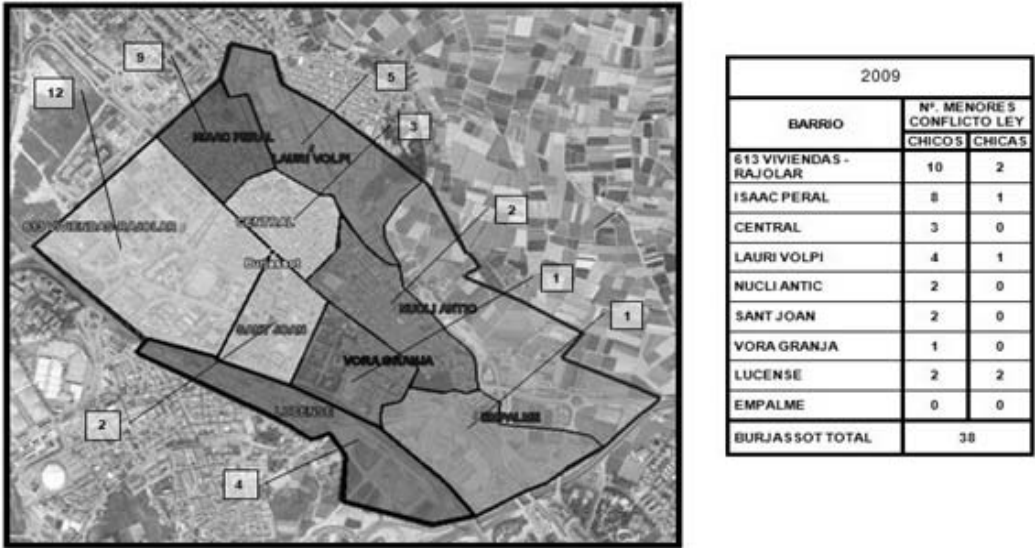 9
12
5
3
ISAAC PERAL
LAURI VOLPI
2
613 VIVIENDAS-RAJOLAR
CENTRAL
Burjassot
1
NUCLI ANTIC
1
SANT JOAN
VORA GRANJA
LUCENSE
EMPALME
2
4
2009
BARRIO
Nº. MENORES
CONFLICTO LEY
CHICOS CHICAS
613 VIVIENDAS -
RAJOLAR 10 2
ISAAC PERAL 8 1
CENTRAL 3 0
LAURI VOLPI 4 1
NUCLI ANTIC 2 0
SANT JOAN 2 0
VORA GRANJA 1 0
LUCENSE 2 2
EMPALME 0 0
BURJASSOT TOTAL 38